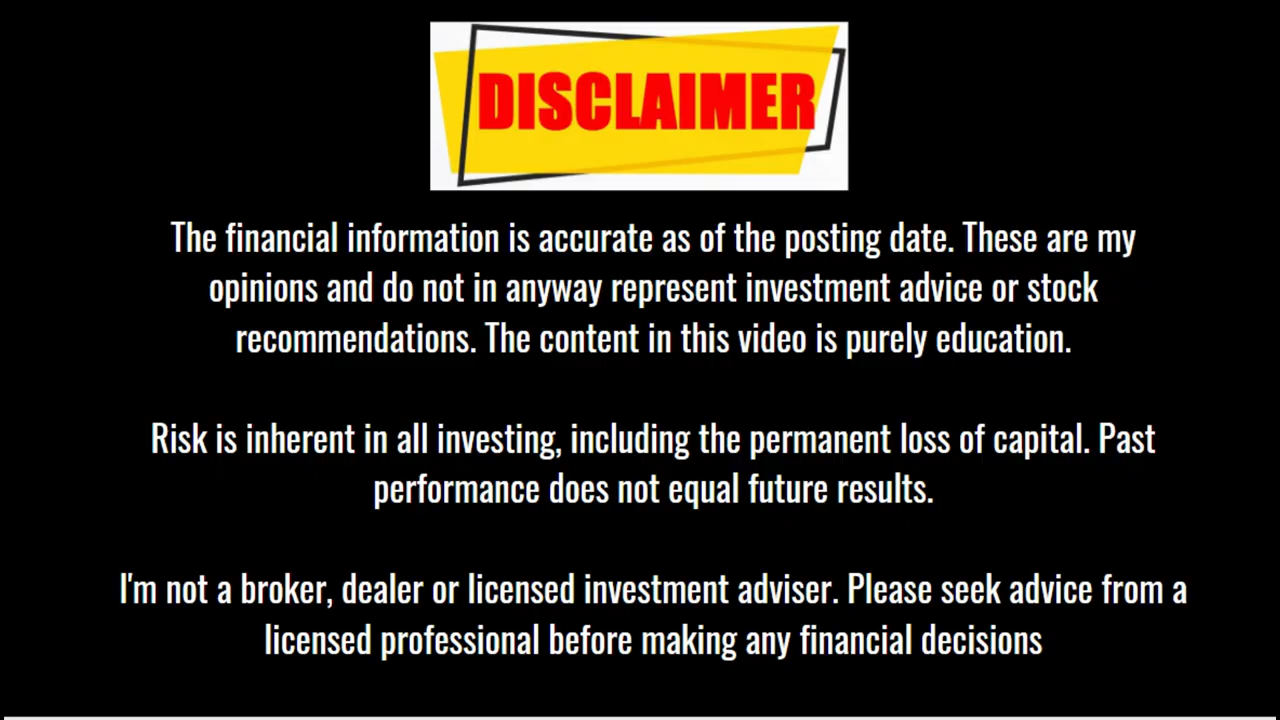 DISCLAIMER
The financial information is accurate as of the posting date. These are my
opinions and do not in anyway represent investment advice or stock
recommendations. The content in this video is purely education.
Risk is inherent in all investing, including the permanent loss of capital. Past
performance does not equal future results.
I'm not a broker, dealer or licensed investment adviser. Please seek advice from a
licensed professional before making any financial decisions